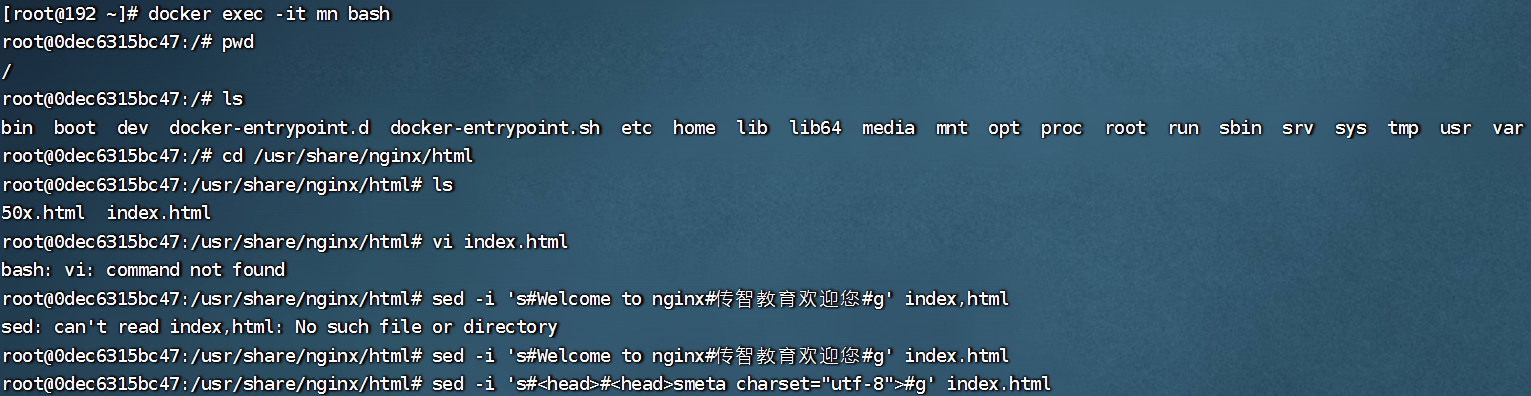 [root@192 ~]# docker exec -it mn bash
root@0dec6315bc47:/# pwd
/
root@0dec6315bc47:/# ls
bin  boot  dev  docker-entrypoint.d  docker-entrypoint.sh  etc  home  lib  lib64  media  mnt  opt  proc  root  run  sbin  srv  sys  tmp  usr  var
root@0dec6315bc47:/# cd /usr/share/nginx/html
root@0dec6315bc47:/usr/share/nginx/html# ls
50x.html  index.html
root@0dec6315bc47:/usr/share/nginx/html# vi index.html
bash: vi: command not found
root@0dec6315bc47:/usr/share/nginx/html# sed -i 's#Welcome to nginx#传智教育欢迎您#g' index,html
sed: can't read index,html: No such file or directory
root@0dec6315bc47:/usr/share/nginx/html# sed -i 's#Welcome to nginx#传智教育欢迎您#g' index.html
root@0dec6315bc47:/usr/share/nginx/html# sed -i 's#<head>#<head>smeta charset="utf-8">#g' index.html